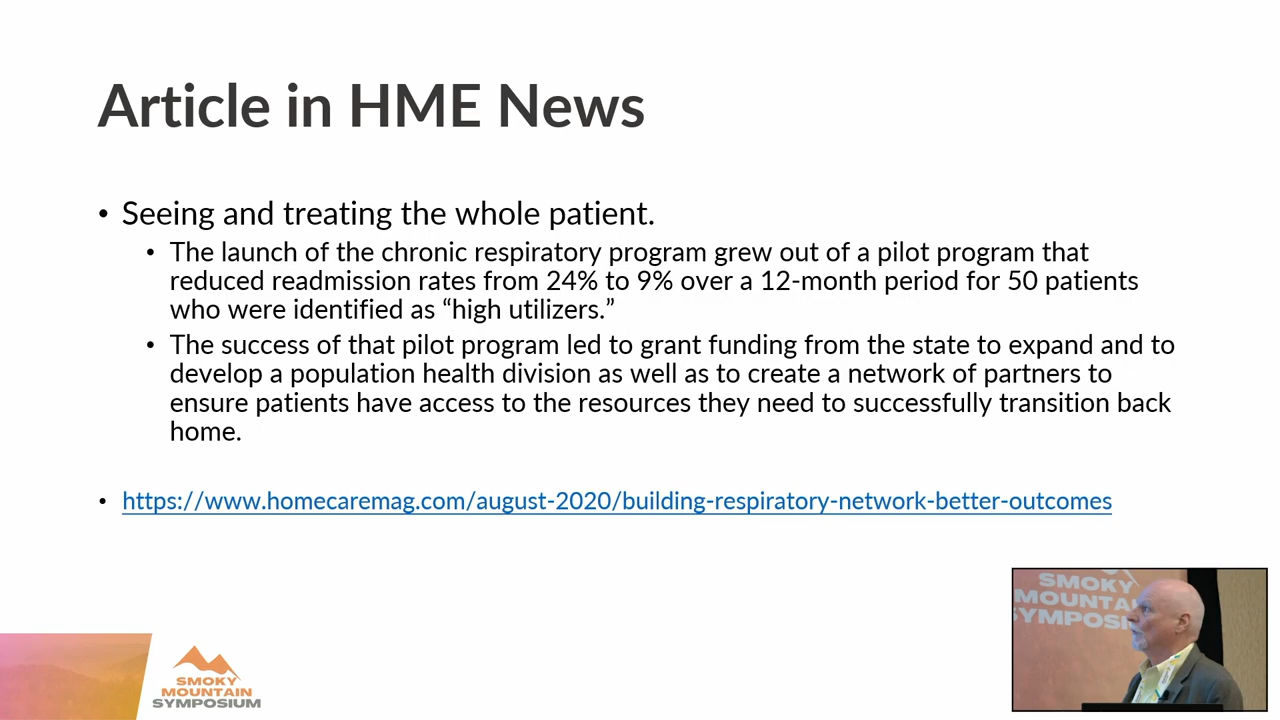 Article in HME News
• Seeing and treating the whole patient.
• The launch of the chronic respiratory program grew out of a pilot program that
reduced readmission rates from 24% to 9% over a 12-month period for 50 patients
who were identified as “high utilizers.”
• The success of that pilot program led to grant funding from the state to expand and to
develop a population health division as well as to create a network of partners to
ensure patients have access to the resources they need to successfully transition back
home.
• https://www.homecaremag.com/august-2020/building-respiratory-network-better-outcomes
SMOKY
MOUNTAI
SYMPOSI
SMOKY
MOUNTAIN
SYMPOSIUM